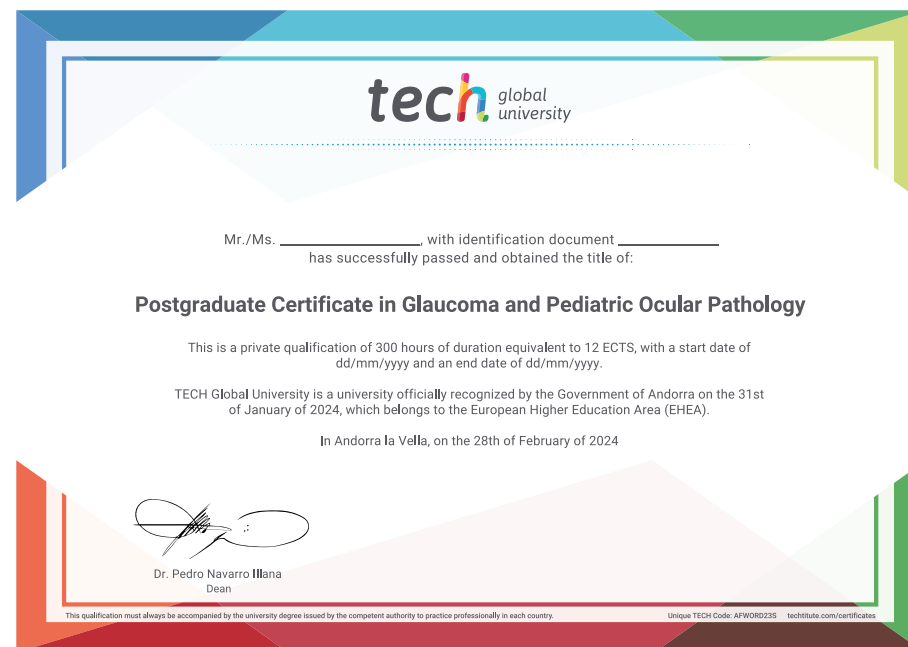 tech global
university
Mr./Ms. ____________________, with identification document ______________
has successfully passed and obtained the title of:
Postgraduate Certificate in Glaucoma and Pediatric Ocular Pathology
This is a private qualification of 300 hours of duration equivalent to 12 ECTS, with a start date of
dd/mm/yyyy and an end date of dd/mm/yyyy.
TECH Global University is a university officially recognized by the Government of Andorra on the 31st
of January of 2024, which belongs to the European Higher Education Area (EHEA).
In Andorra la Vella, on the 28th of February of 2024
Dr. Pedro Navarro Illana
Dean
This qualification must always be accompanied by the university degree issued by the competent authority to practice professionally in each country.
Unique TECH Code: AFWORD23S techtitute.com/certificates